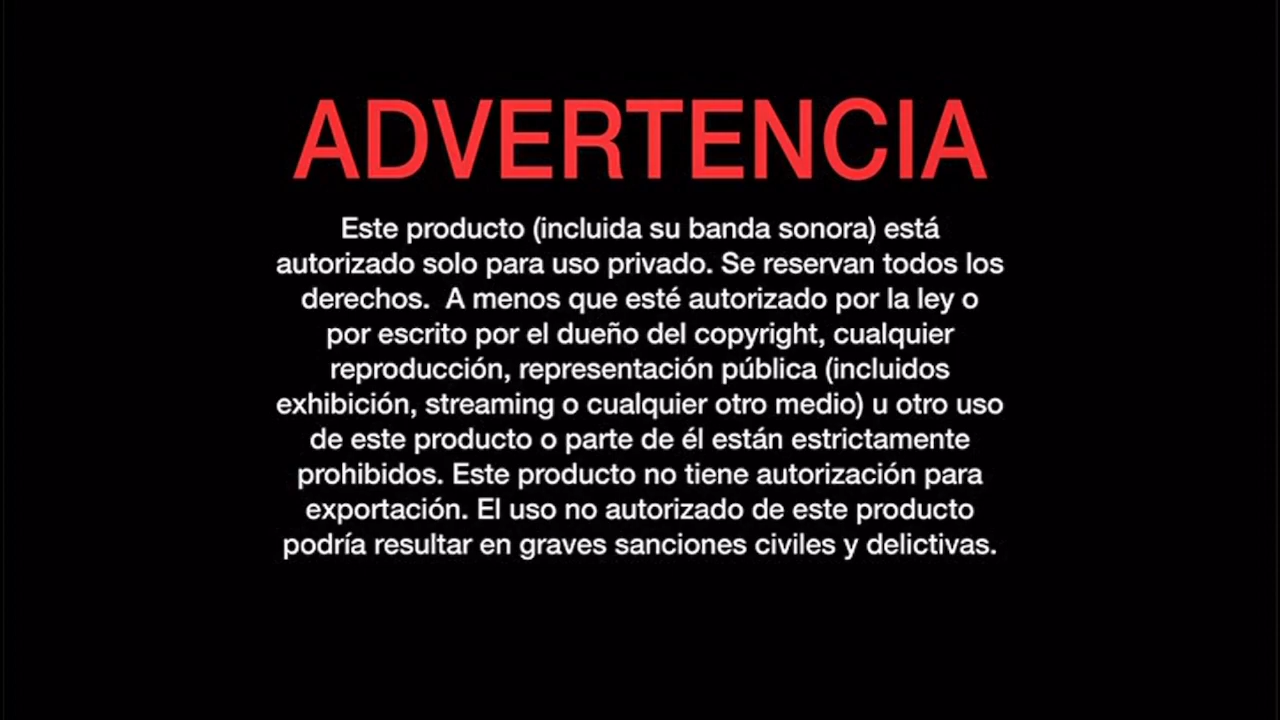 ADVERTENCIA
Este producto (incluida su banda sonora) está
autorizado solo para uso privado. Se reservan todos los
derechos.  A menos que esté autorizado por la ley o
por escrito por el dueño del copyright, cualquier
reproducción, representación pública (incluidos
exhibición, streaming o cualquier otro medio) u otro uso
de este producto o parte de él están estrictamente
prohibidos. Este producto no tiene autorización para
exportación. El uso no autorizado de este producto
podría resultar en graves sanciones civiles y delictivas.